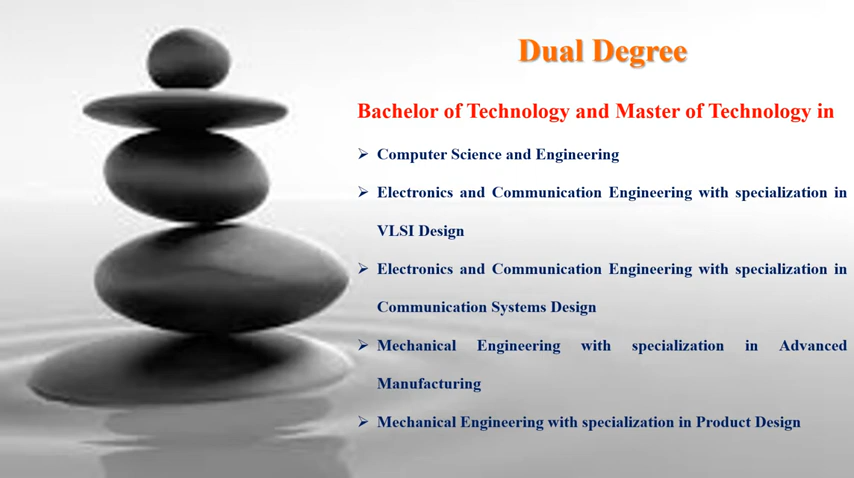 Dual Degree
Bachelor of Technology and Master of Technology in
➢ Computer Science and Engineering
➢ Electronics and Communication Engineering with specialization in
VLSI Design
➢ Electronics and Communication Engineering with specialization in
Communication Systems Design
➢ Mechanical Engineering with specialization in Advanced
Manufacturing
➢ Mechanical Engineering with specialization in Product Design